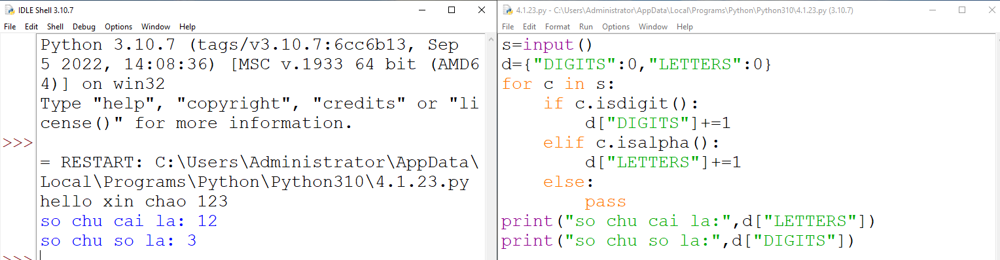 IDLE Shell 3.10.7
File Edit Shell Debug Options Window Help
Python 3.10.7 (tags/v3.10.7:6cc6b13, Sep
5 2022, 14:08:36) [MSC v.1933 64 bit (AMD6
4)] on win32
Type "help", "copyright", "credits" or "li
cense()" for more information.
>>>
= RESTART: C:\Users\Administrator\AppData\
Local\Programs\Python\Python310\4.1.23.py
hello xin chao 123
so chu cai la: 12
so chu so la: 3
>>>
4.1.23.py - C:\Users\Administrator\AppData\Local\Programs\Python\Python310\4.1.23.py (3.10.7)
File Edit Format Run Options Window Help
s=input()
d={"DIGITS":0,"LETTERS":0}
for c in s:
    if c.isdigit():
        d["DIGITS"]+=1
    elif c.isalpha():
        d["LETTERS"]+=1
    else:
        pass
print("so chu cai la:",d["LETTERS"])
print("so chu so la:",d["DIGITS"])